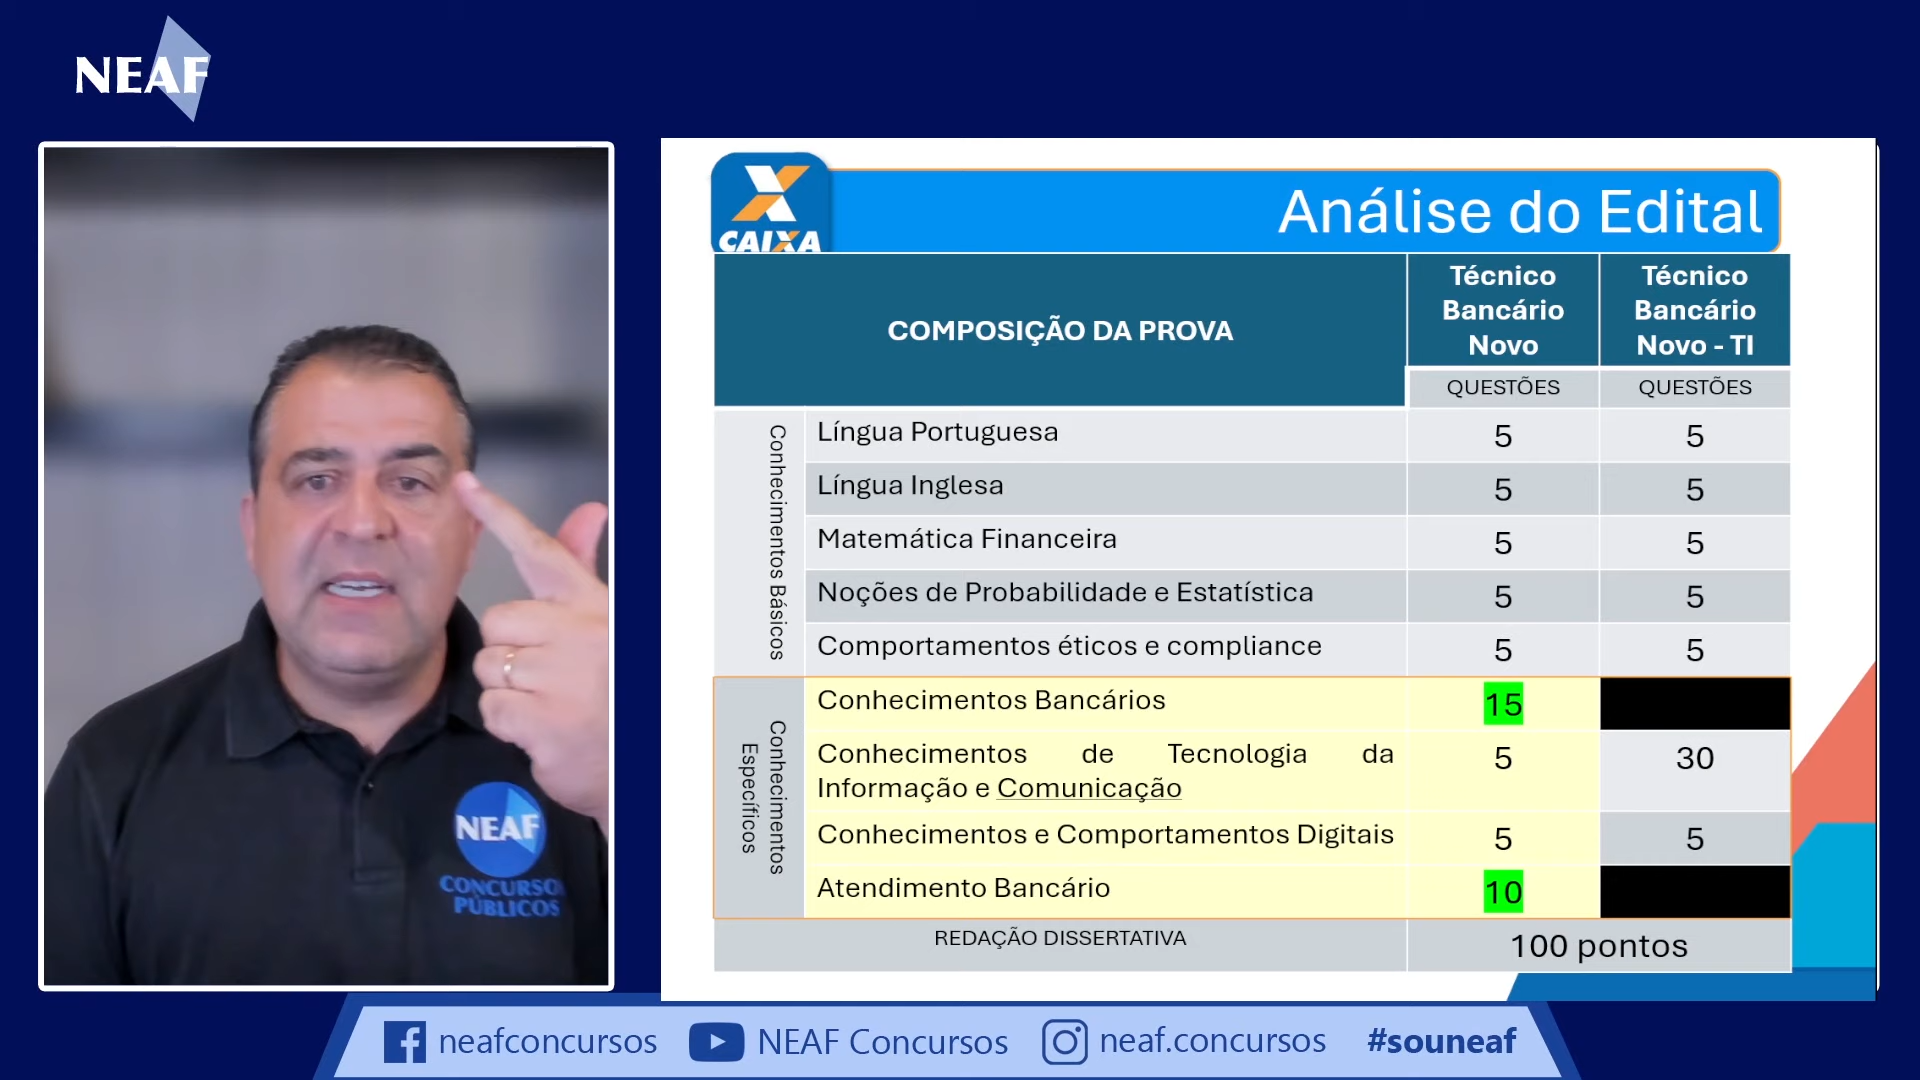 NEAF
CAIXA
Análise do Edital
COMPOSIÇÃO DA PROVA
Técnico
Bancário
Novo
Técnico
Bancário
Novo - TI
QUESTÕES
QUESTÕES
Conhecimentos Básicos
Língua Portuguesa
5
5
Língua Inglesa
5
5
Matemática Financeira
5
5
Noções de Probabilidade e Estatística
5
5
Comportamentos éticos e compliance
5
5
Conhecimentos
Específicos
Conhecimentos Bancários
15
Conhecimentos de Tecnologia da
Informação e Comunicação
5
30
Conhecimentos e Comportamentos Digitais
5
5
Atendimento Bancário
10
REDAÇÃO DISSERTATIVA
100 pontos
NEAF
CONCURSO
PÚBLICOS
neafconcursos
NEAF Concursos
neaf.concursos
#souneaf